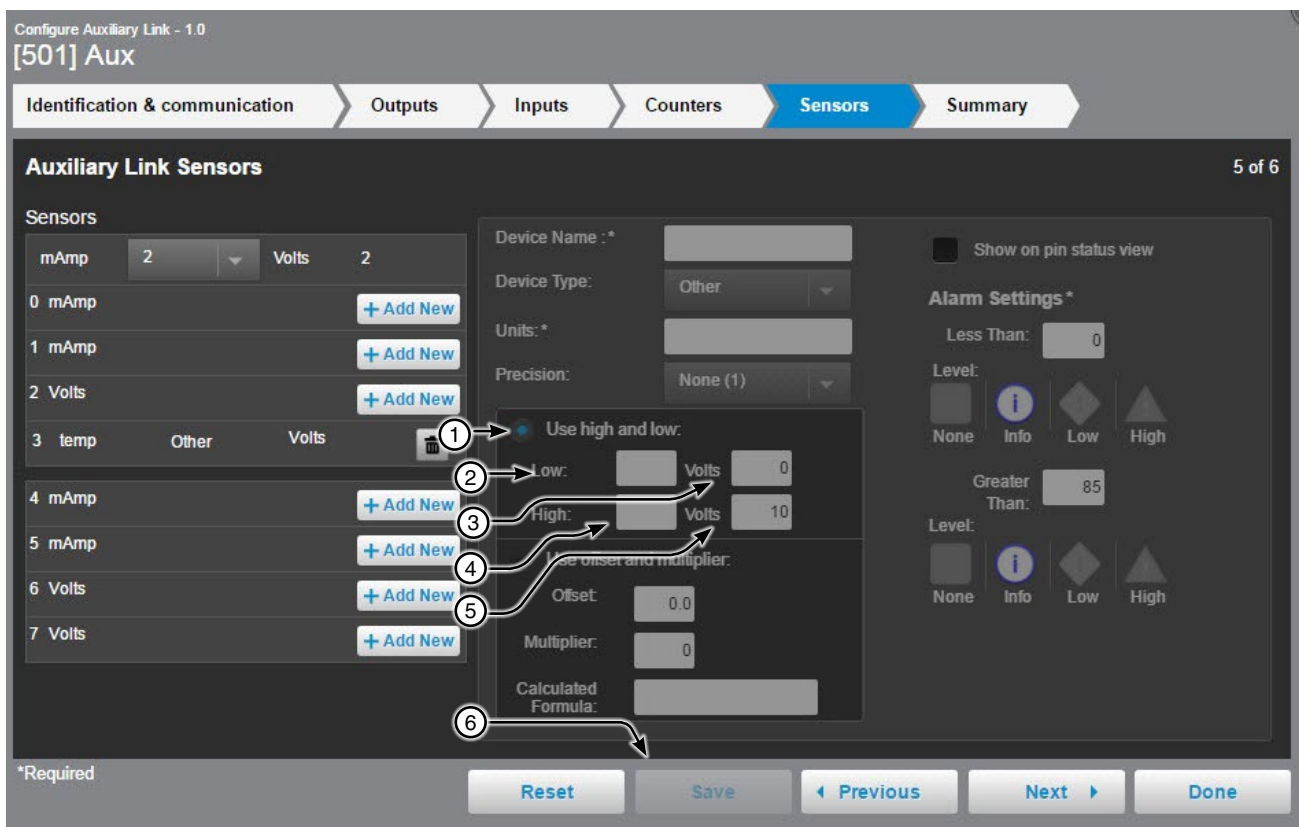 Configure Auxiliary Link - 1.0
[501] Aux
Identification & communication
Outputs
Inputs
Counters
Sensors
Summary
Auxiliary Link Sensors
5 of 6
Sensors
mAmp 2 Volts 2
0 mAmp + Add New
1 mAmp + Add New
2 Volts + Add New
3 temp Other Volts
4 mAmp + Add New
5 mAmp + Add New
6 Volts + Add New
7 Volts + Add New
Device Name :*
Device Type: Other
Units: *
Precision: None (1)
1 Use high and low:
2 Low: Volts 0
3 High: Volts 10
4 Use offset and multiplier:
5 Offset: 0.0
Multiplier: 0
Calculated
Formula:
6
Show on pin status view
Alarm Settings *
Less Than: 0
Level:
None Info Low High
Greater
Than: 85
Level:
None Info Low High
*Required
Reset
Save
Previous
Next
Done